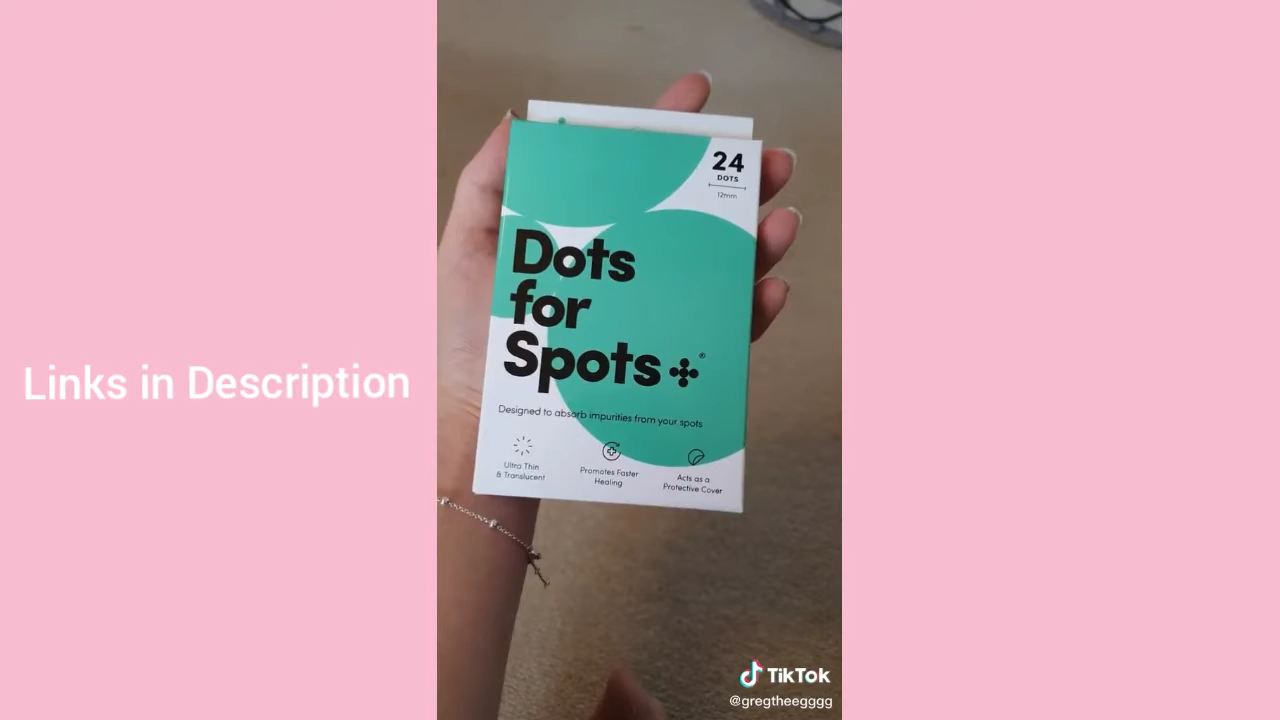 24
DOTS
12mm
Dots
for
Spots
®
Designed to absorb impurities from your spots
Ultra Thin
& Translucent
Promotes Faster
Healing
Acts as a
Protective Cover
Links in Description
TikTok
@gregtheegggg